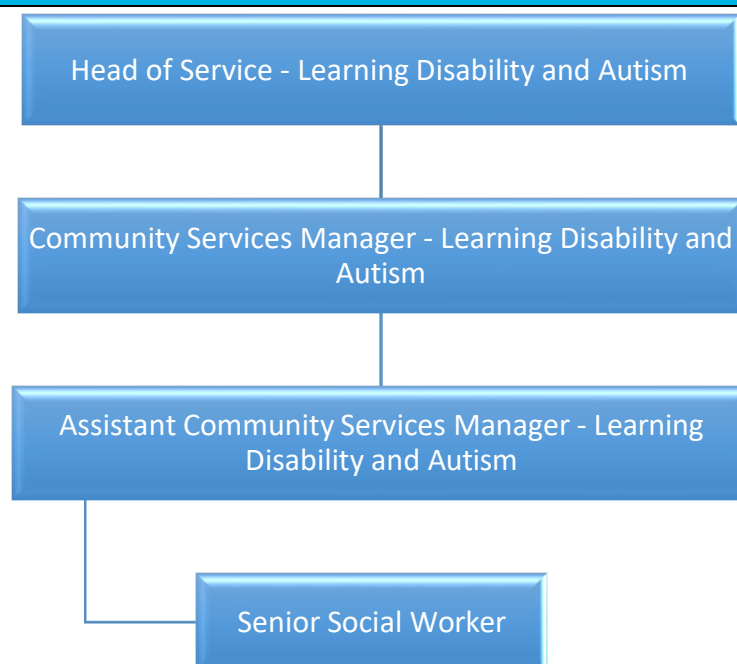 Head of Service - Learning Disability and Autism
Community Services Manager - Learning Disability and
Autism
Assistant Community Services Manager - Learning
Disability and Autism
Senior Social Worker